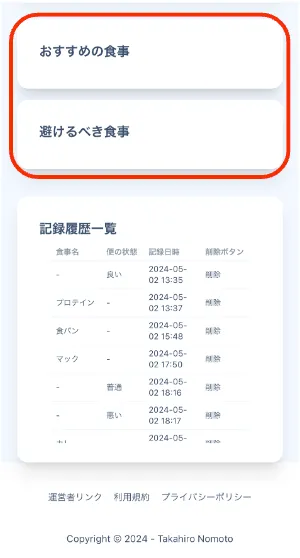 おすすめの食事
避けるべき食事
記録履歴一覧
食事名 便の状態 記録日時 削除ボタン
- 良い 2024-05-
02 13:35 削除
プロテイン - 2024-05-
02 13:37 削除
食パン - 2024-05-
02 15:48 削除
マック - 2024-05-
02 17:50 削除
- 普通 2024-05-
02 18:16 削除
- 悪い 2024-05-
02 18:17 削除
- 2024-05- 削除
運営者リンク 利用規約 プライバシーポリシー
Copyright © 2024 - Takahiro Nomoto